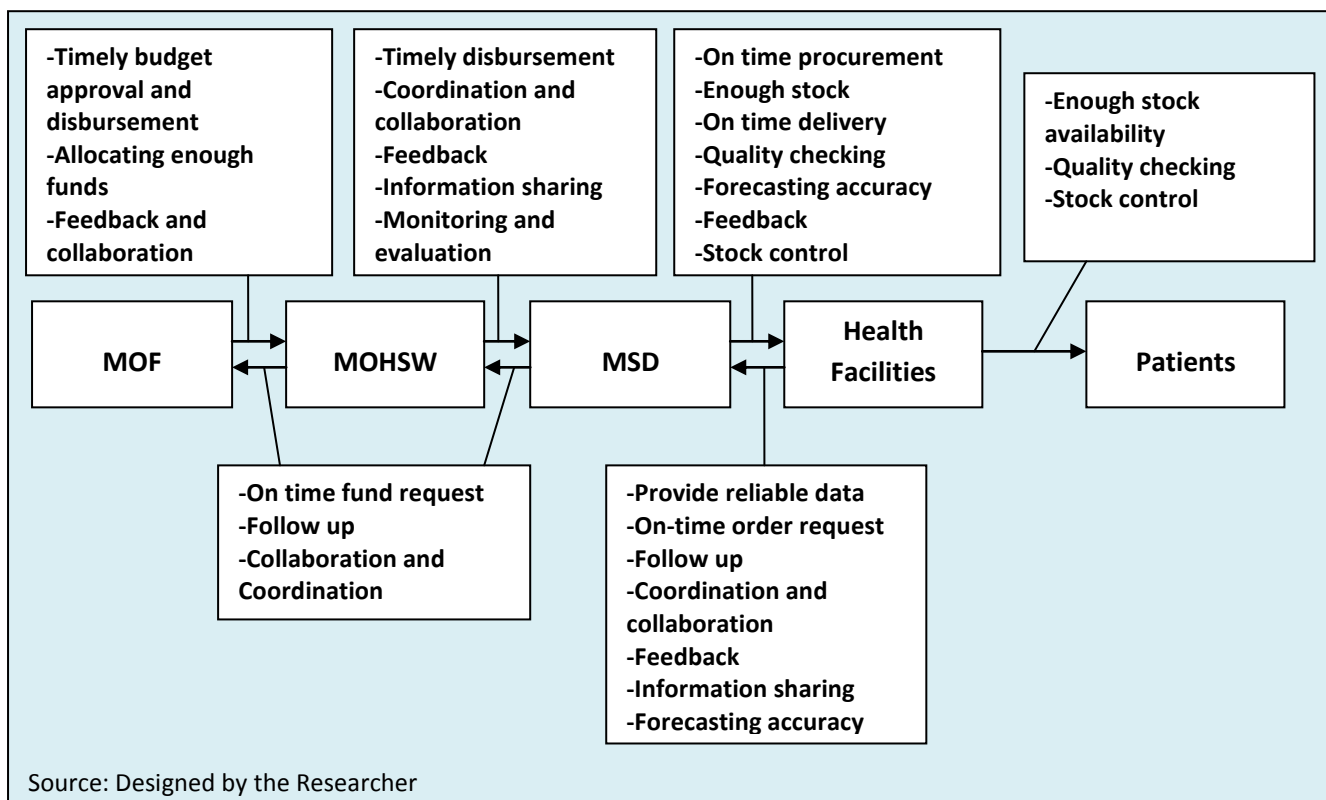 -Timely budget
approval and
disbursement
-Allocating enough
funds
-Feedback and
collaboration
-Timely disbursement
-Coordination and
collaboration
-Feedback
-Information sharing
-Monitoring and
evaluation
-On time procurement
-Enough stock
-On time delivery
-Quality checking
-Forecasting accuracy
-Feedback
-Stock control
-Enough stock
availability
-Quality checking
-Stock control
MOF
MOHSW
MSD
Health
Facilities
Patients
-On time fund request
-Follow up
-Collaboration and
Coordination
-Provide reliable data
-On-time order request
-Follow up
-Coordination and
collaboration
-Feedback
-Information sharing
-Forecasting accuracy
Source: Designed by the Researcher